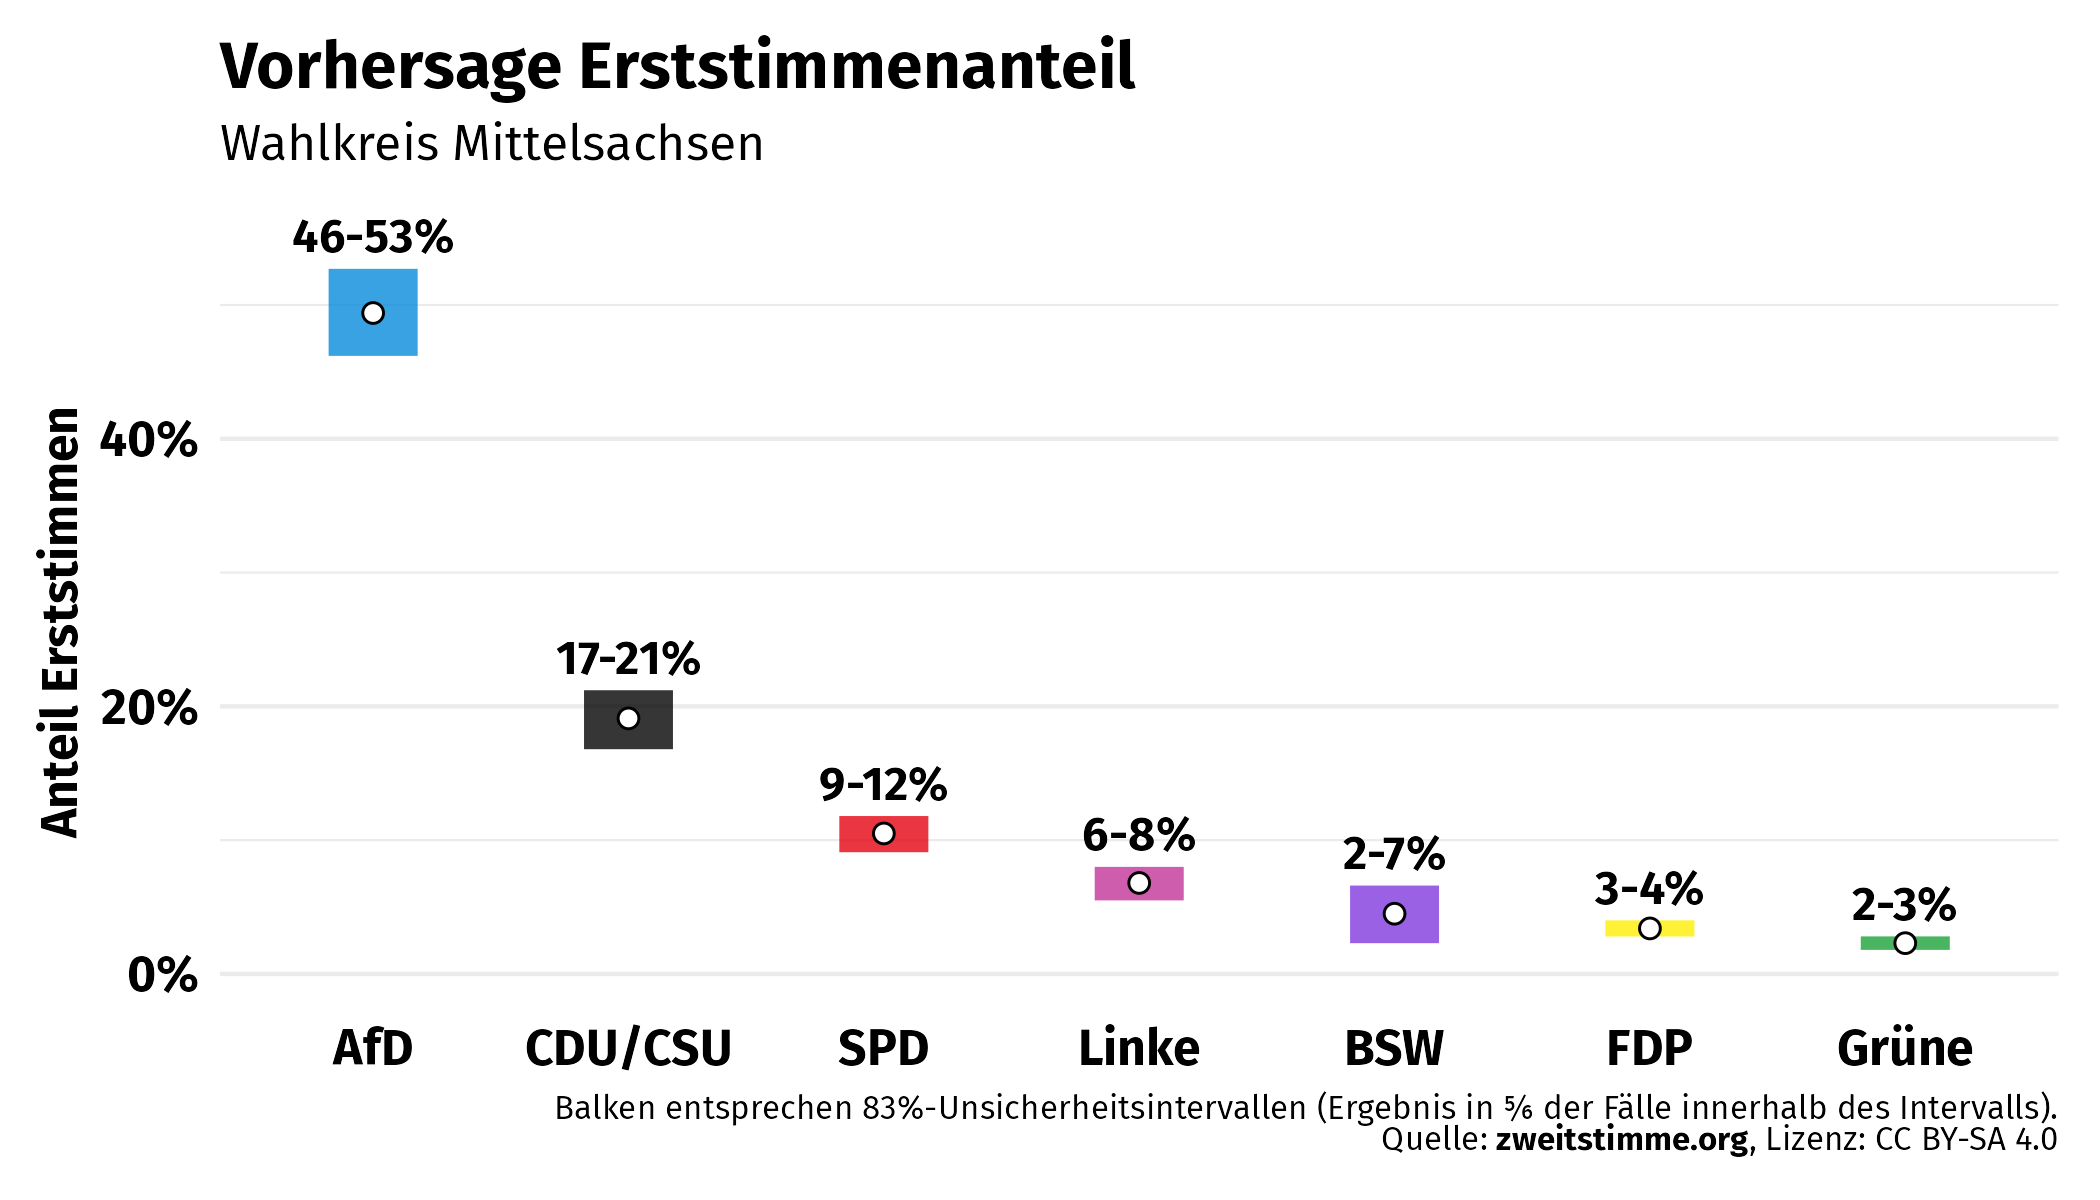 Vorhersage Erststimmenanteil
Wahlkreis Mittelsachsen
46-53%
17-21%
9-12%
6-8%
2-7%
3-4%
2-3%
Anteil Erststimmen
40%
20%
0%
AfD CDU/CSU SPD Linke BSW FDP Grüne
Balken entsprechen 83%-Unsicherheitsintervallen (Ergebnis in ⅚ der Fälle innerhalb des Intervalls).
Quelle: zweitstimme.org, Lizenz: CC BY-SA 4.0